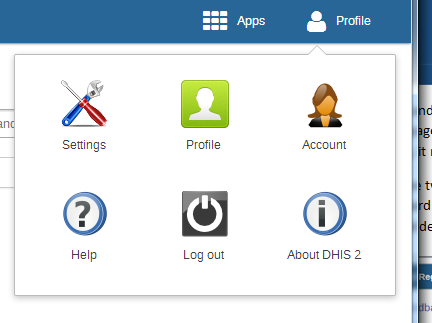 Apps Profile
Settings Profile Account
Help Log out About DHIS 2